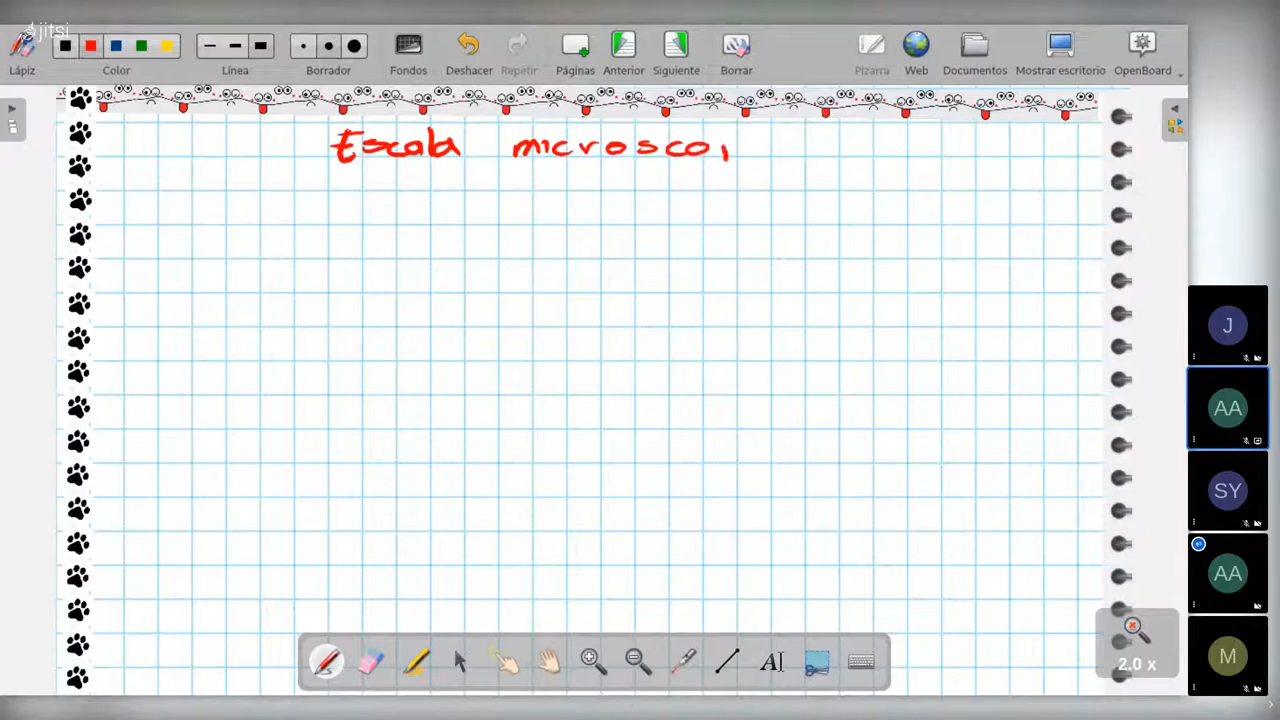 jitsi
Lápiz Color Línea Borrador Fondos Deshacer Repetir Páginas Anterior Siguiente Borrar Pizarra Web Documentos Mostrar escritorio OpenBoard
Escala microsco
J
AA
SY
AA
M
AI
2.0 x